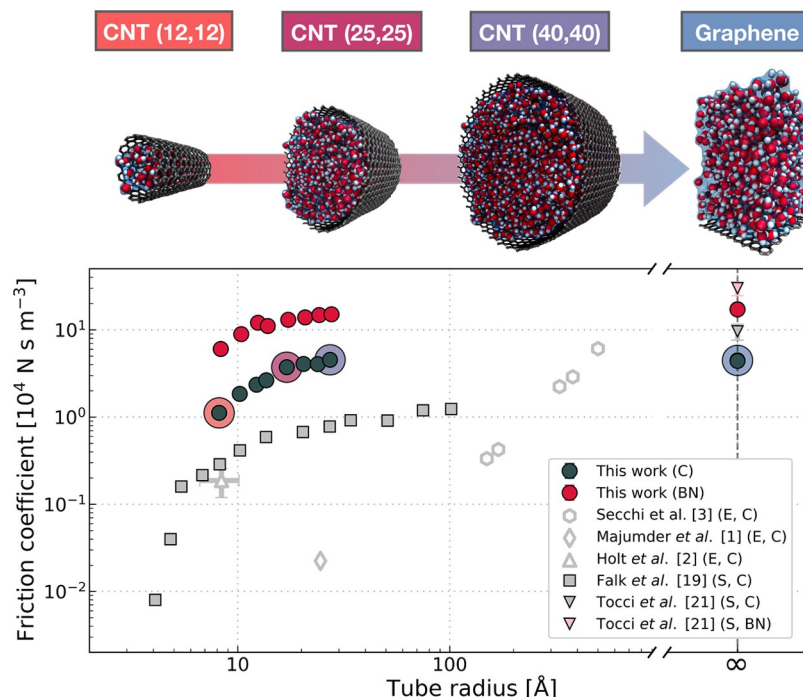 CNT (12,12) CNT (25,25) CNT (40,40) Graphene
Friction coefficient [10⁴ N s m⁻³]
10¹
10⁰
10⁻¹
10⁻²
This work (C)
This work (BN)
Secchi et al. [3] (E, C)
Majumder et al. [1] (E, C)
Holt et al. [2] (E, C)
Falk et al. [19] (S, C)
Tocci et al. [21] (S, C)
Tocci et al. [21] (S, BN)
10 100 ∞
Tube radius [Å]